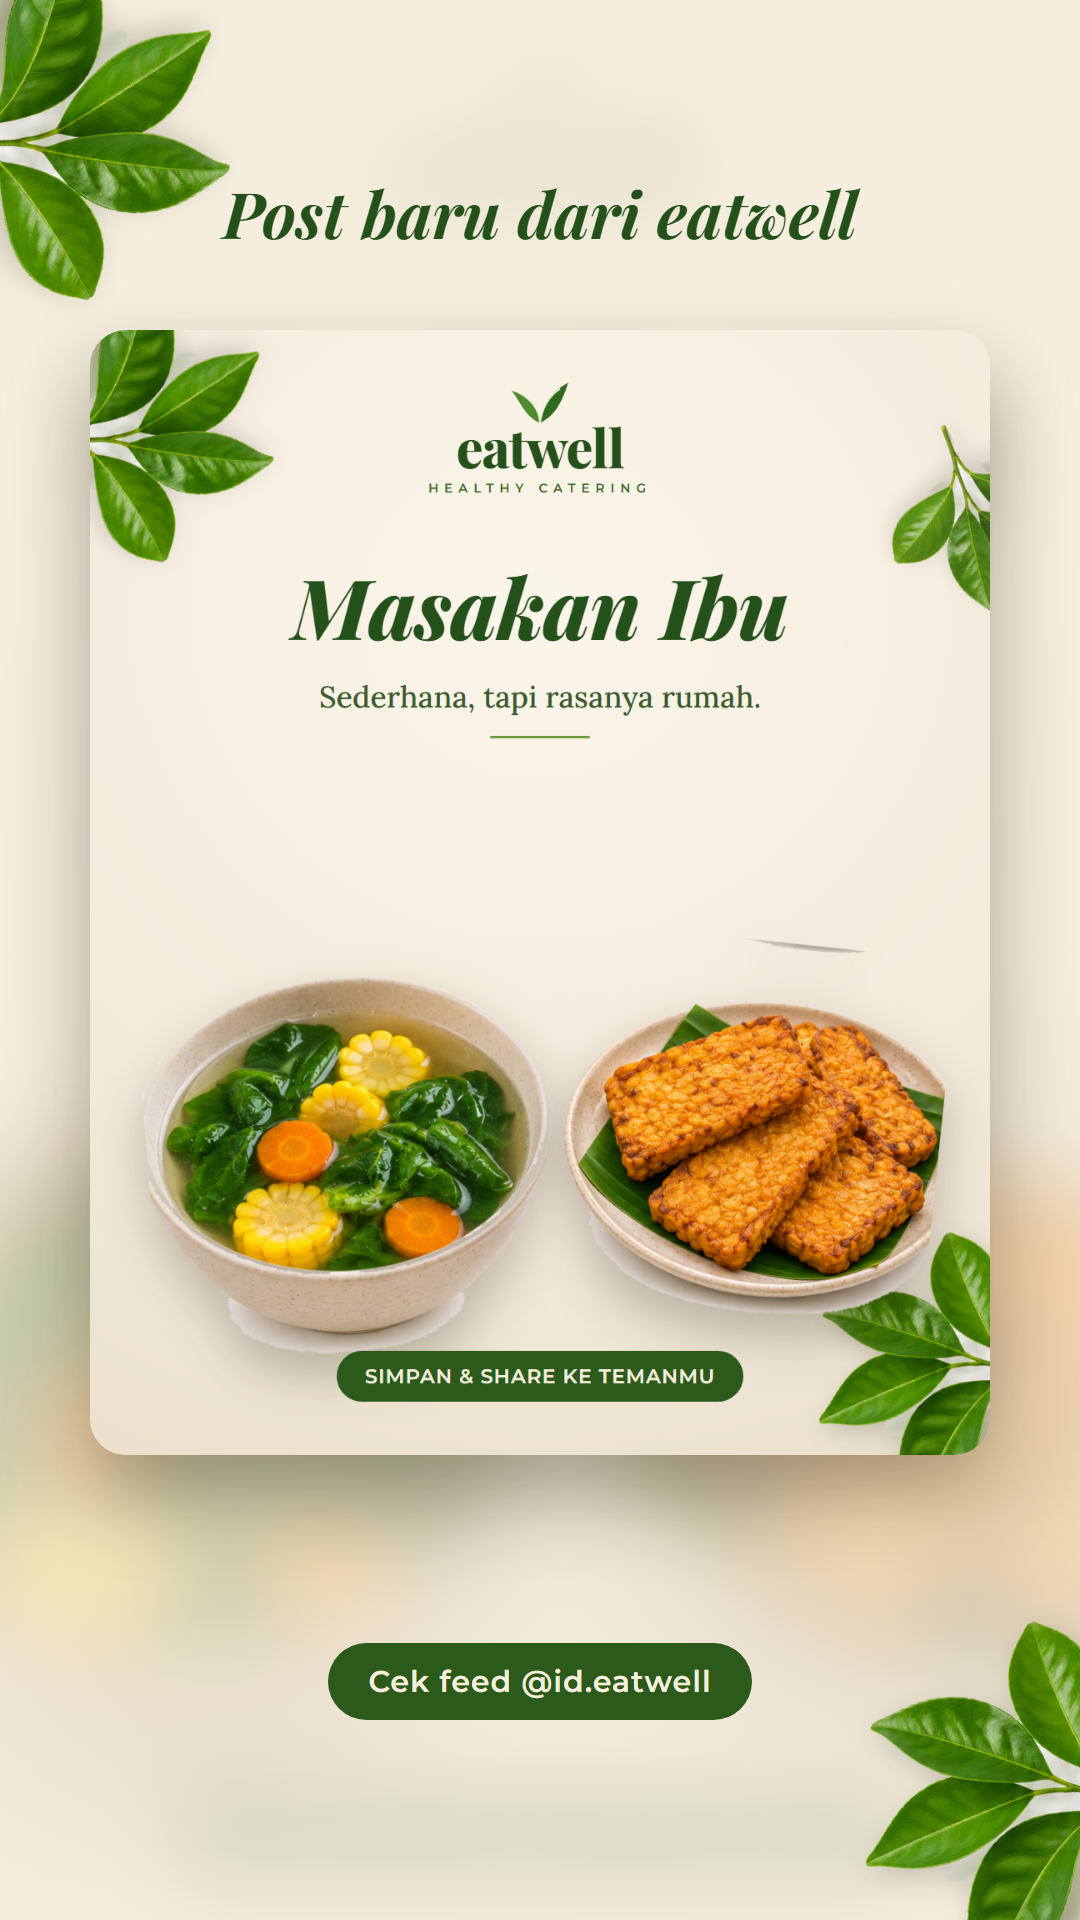 Post baru dari eatwell
eatwell
HEALTHY CATERING
Masakan Ibu
Sederhana, tapi rasanya rumah.
SIMPAN & SHARE KE TEMANMU
Cek feed @id.eatwell